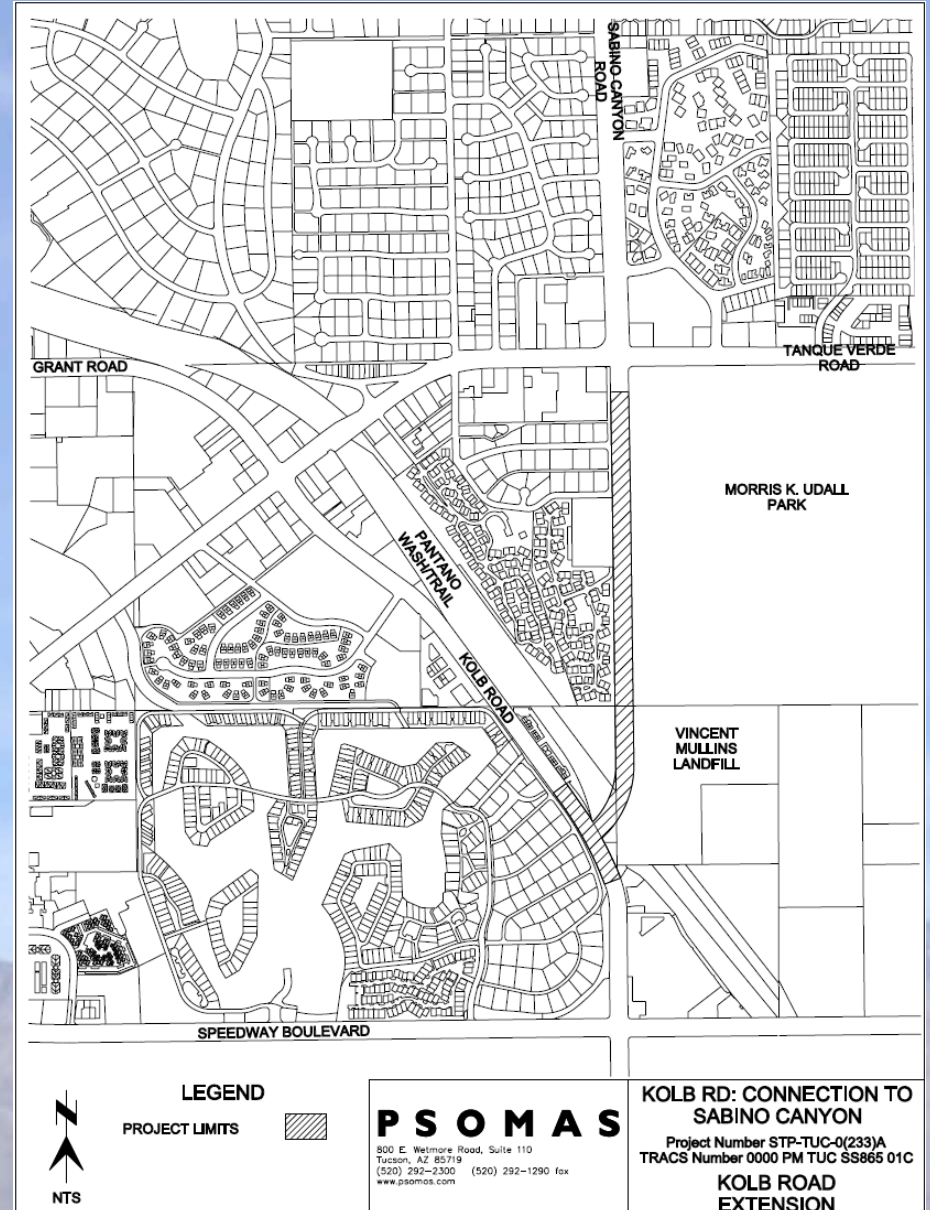 SABINO CANYON
ROAD
GRANT ROAD
TANQUE VERDE
ROAD
MORRIS K. UDALL
PARK
PANTANO
WASH/TRAIL
KOLB ROAD
VINCENT
MULLINS
LANDFILL
SPEEDWAY BOULEVARD
LEGEND
PROJECT LIMITS
N
NTS
PSOMAS
800 E. Wetmore Road, Suite 110
Tucson, AZ 85719
(520) 292-2300 (520) 292-1290 fax
www.psomas.com
KOLB RD: CONNECTION TO
SABINO CANYON
Project Number STP-TUC-0(233)A
TRACS Number 0000 PM TUC SS865 01C
KOLB ROAD
EXTENSION